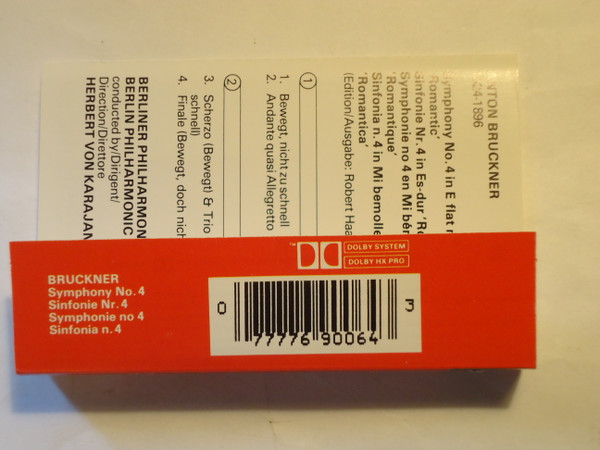 NTON BRUCKNER
24-1896
ymphony No. 4 in E flat
Romantic'
Sinfonie Nr. 4 in Es-dur
Symphonie no 4 en Mi
'Romantique'
Sinfonia n. 4 in Mi bemolle
'Romantica'
(Edition/Ausgabe: Robert Haa
1
1. Bewegt, nicht zu schnell
2. Andante quasi Allegretto
2
3. Scherzo (Bewegt) & Trio
schnell)
4. Finale (Bewegt, doch nich
BERLINER PHILHARMON
BERLIN PHILHARMONIC
conducted by/Dirigent/
Direction/Direttore
HERBERT VON KARAJAN
BRUCKNER
Symphony No. 4
Sinfonie Nr. 4
Symphonie no 4
Sinfonia n. 4
™ DOLBY SYSTEM
DOLBY HX PRO
0 77776 90064 3